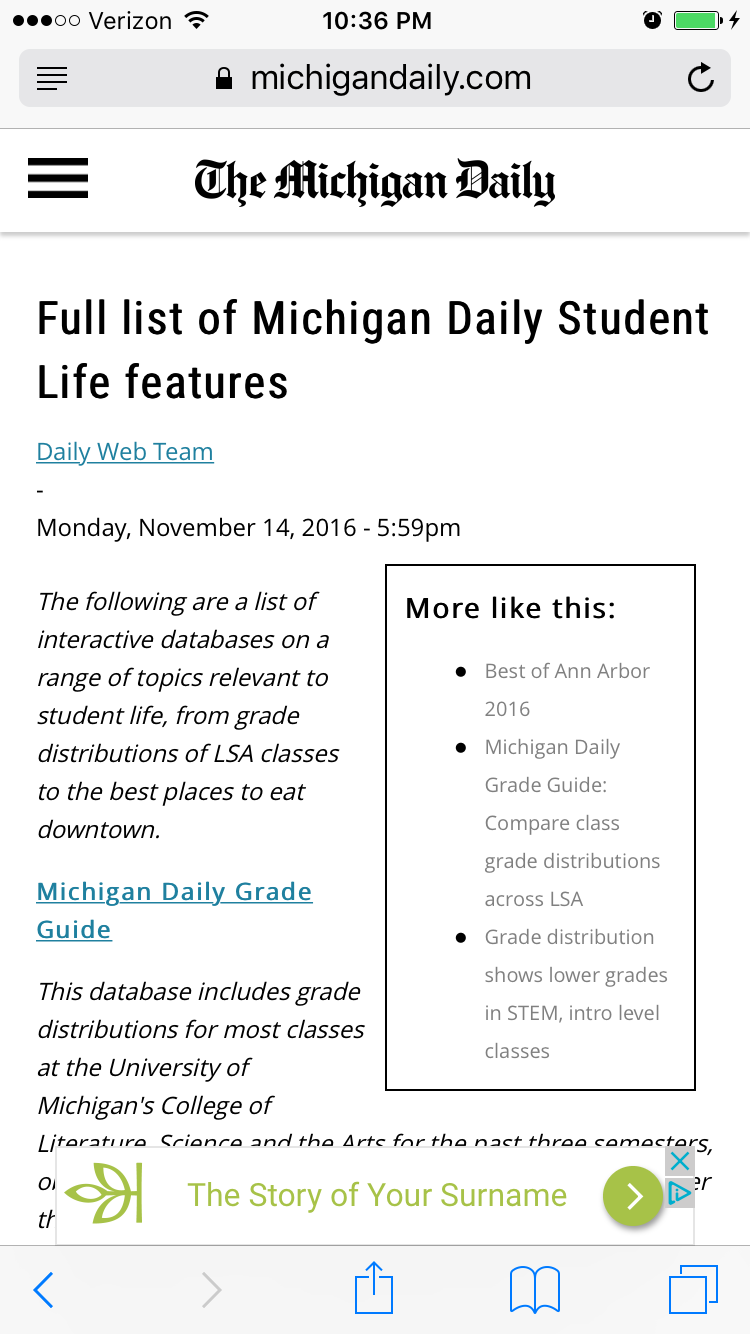 Verizon 10:36 PM
michigandaily.com
The Michigan Daily
Full list of Michigan Daily Student
Life features
Daily Web Team
-
Monday, November 14, 2016 - 5:59pm
The following are a list of
interactive databases on a
range of topics relevant to
student life, from grade
distributions of LSA classes
to the best places to eat
downtown.
Michigan Daily Grade
Guide
This database includes grade
distributions for most classes
at the University of
Michigan's College of
Literature, Science and the Arts for the past three semesters,
More like this:
Best of Ann Arbor
2016
Michigan Daily
Grade Guide:
Compare class
grade distributions
across LSA
Grade distribution
shows lower grades
in STEM, intro level
classes
The Story of Your Surname